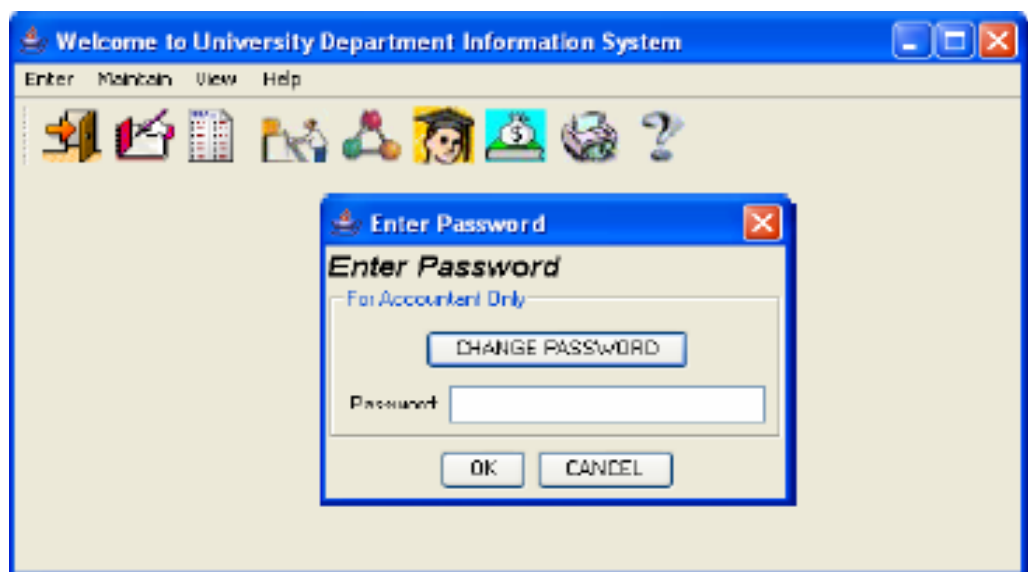 Welcome to University Department Information System
Enter Maintain View Help
$
Enter Password
Enter Password
For Accountant Only
CHANGE PASSWORD
Password:
OK CANCEL